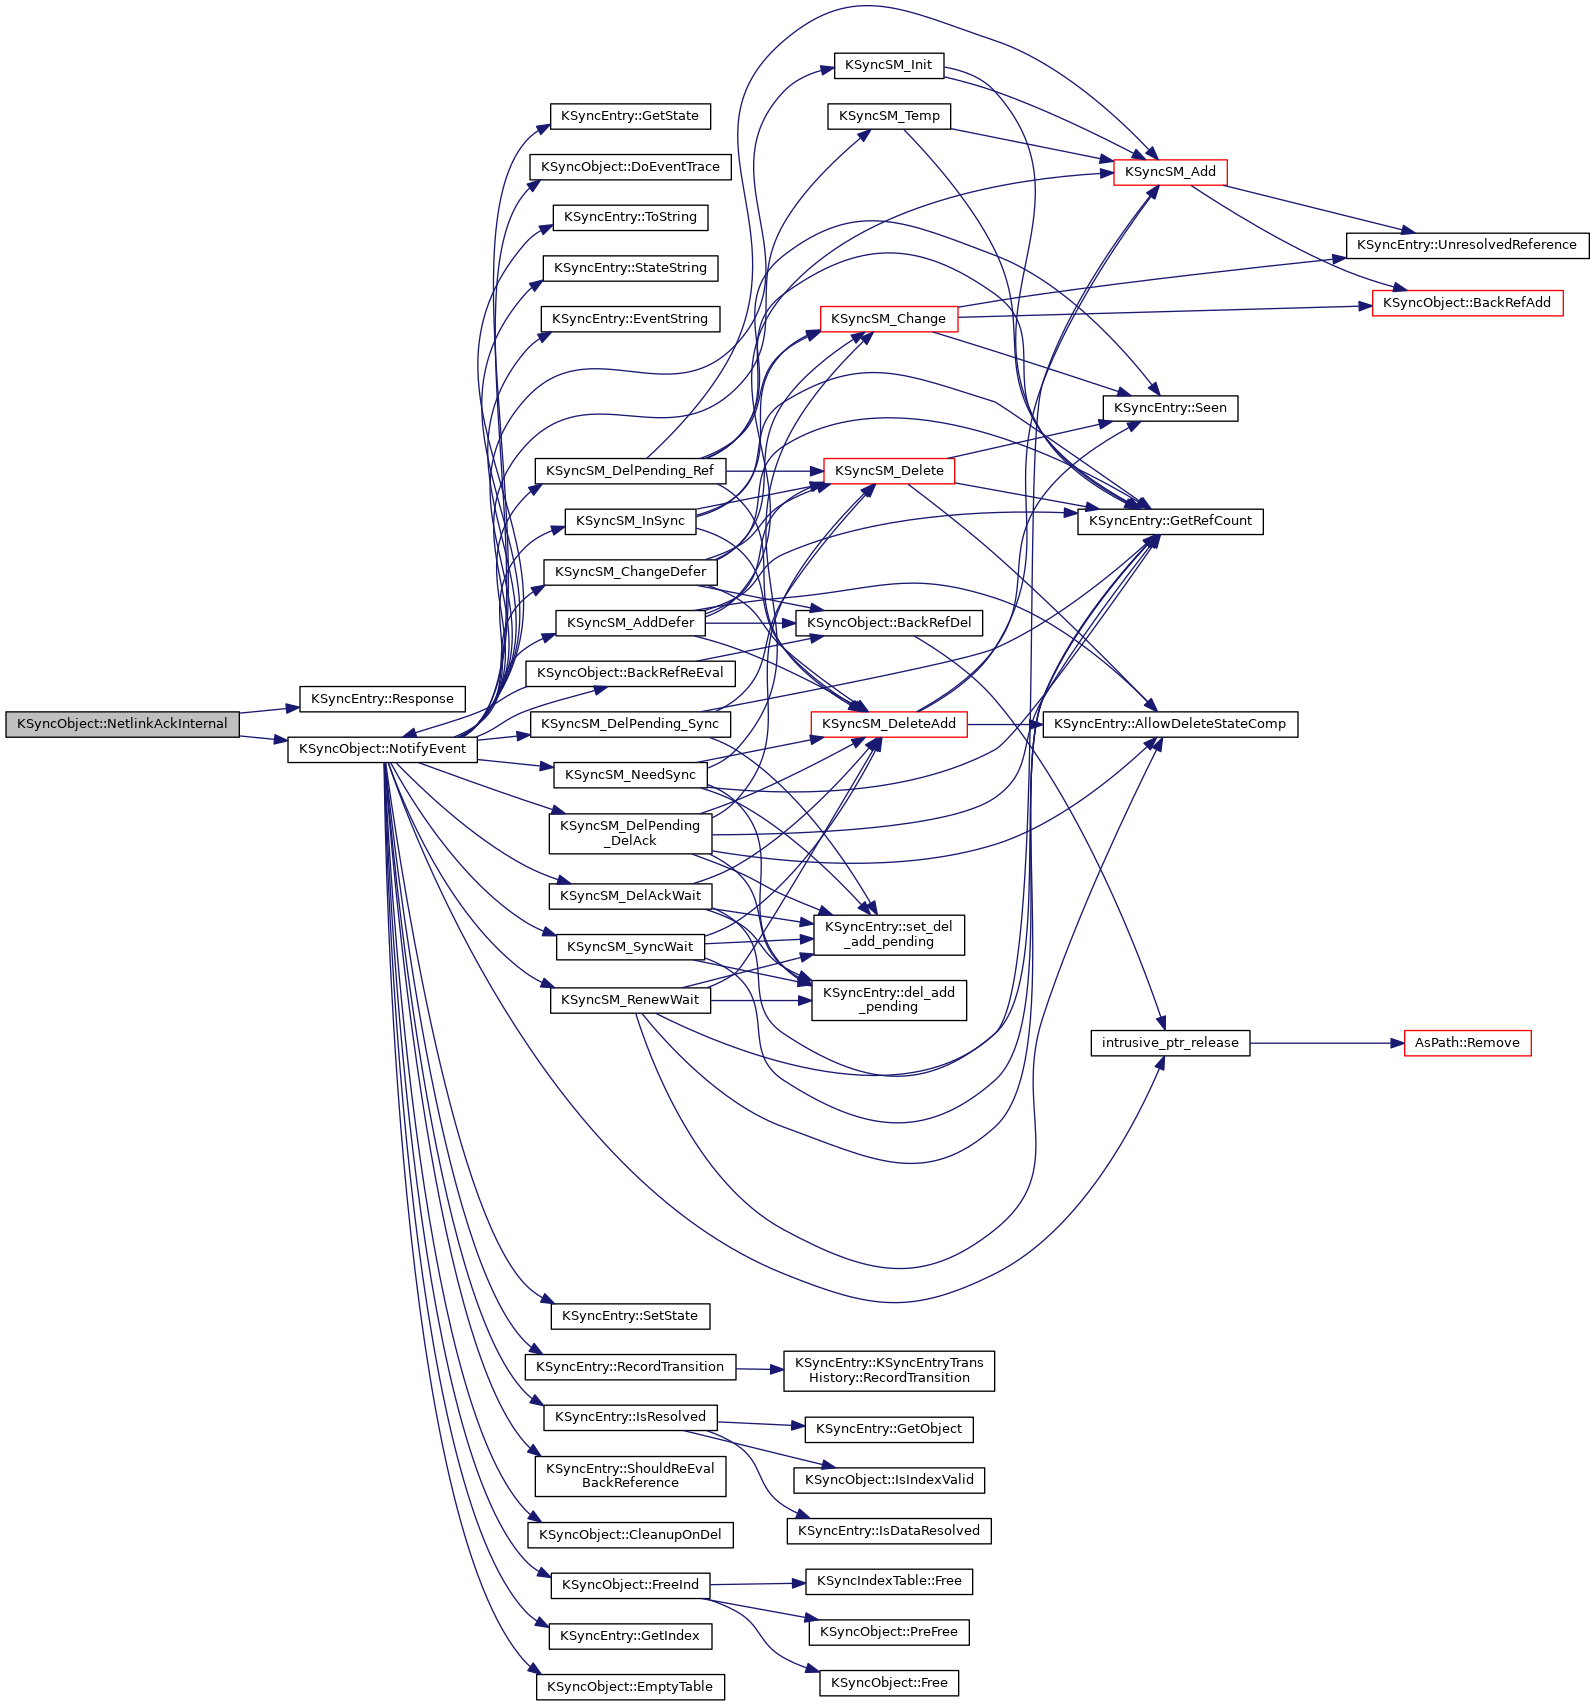 KSyncSM_Init
KSyncEntry::GetState
KSyncSM_Temp
KSyncObject::DoEventTrace
KSyncSM_Add
KSyncEntry::ToString
KSyncEntry::UnresolvedReference
KSyncEntry::StateString
KSyncObject::BackRefAdd
KSyncEntry::EventString
KSyncSM_Change
KSyncEntry::Seen
KSyncSM_DelPending_Ref
KSyncSM_Delete
KSyncSM_InSync
KSyncEntry::GetRefCount
KSyncSM_ChangeDefer
KSyncSM_AddDefer
KSyncObject::BackRefDel
KSyncObject::BackRefReEval
KSyncEntry::Response
KSyncObject::NetlinkAckInternal
KSyncSM_DelPending_Sync
KSyncSM_DeleteAdd
KSyncEntry::AllowDeleteStateComp
KSyncObject::NotifyEvent
KSyncSM_NeedSync
KSyncSM_DelPending
_DelAck
KSyncSM_DelAckWait
KSyncEntry::set_del
_add_pending
KSyncSM_SyncWait
KSyncSM_RenewWait
KSyncEntry::del_add
_pending
intrusive_ptr_release
AsPath::Remove
KSyncEntry::SetState
KSyncEntry::RecordTransition
KSyncEntry::KSyncEntryTrans
History::RecordTransition
KSyncEntry::IsResolved
KSyncEntry::GetObject
KSyncEntry::ShouldReEval
BackReference
KSyncObject::IsIndexValid
KSyncObject::CleanupOnDel
KSyncEntry::IsDataResolved
KSyncObject::FreeInd
KSyncIndexTable::Free
KSyncEntry::GetIndex
KSyncObject::PreFree
KSyncObject::EmptyTable
KSyncObject::Free